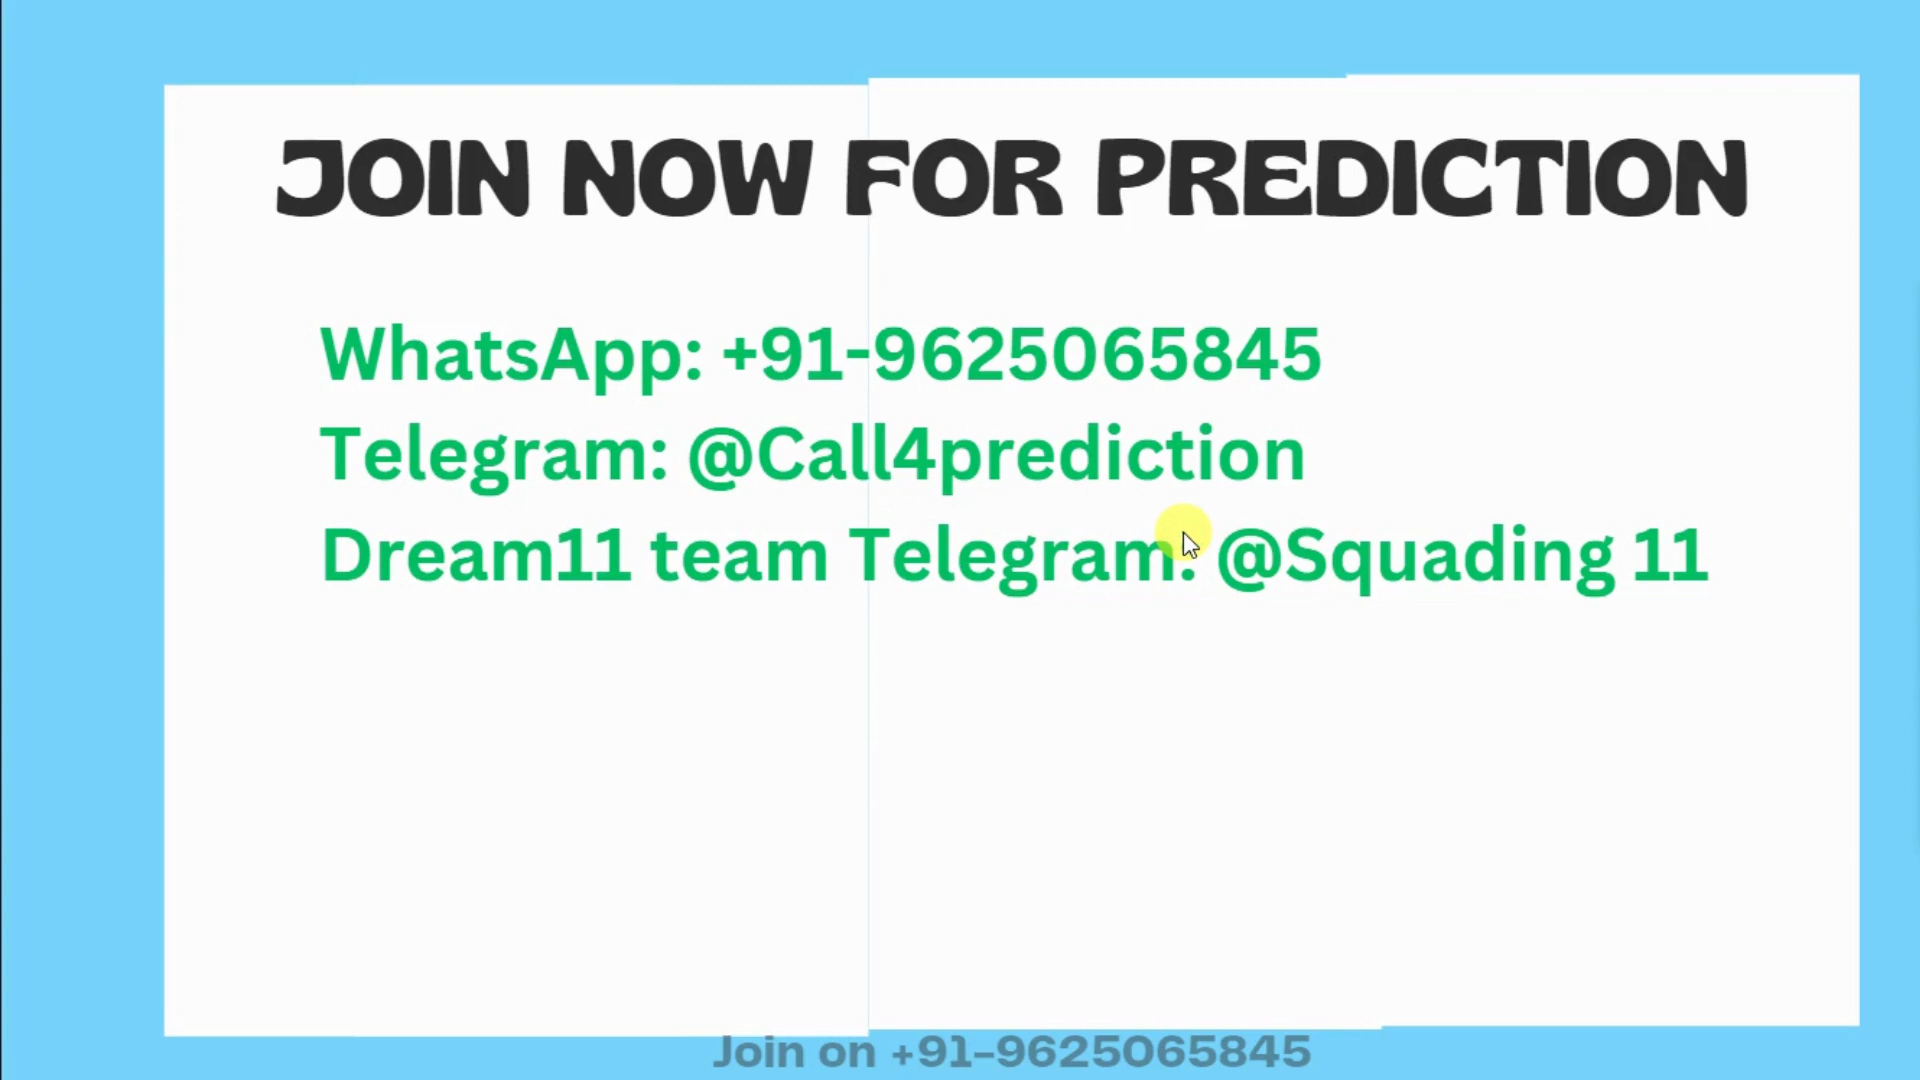 JOIN NOW FOR PREDICTION
WhatsApp: +91-9625065845
Telegram: @Call4prediction
Dream11 team Telegram: @Squading 11
Join on +91-9625065845